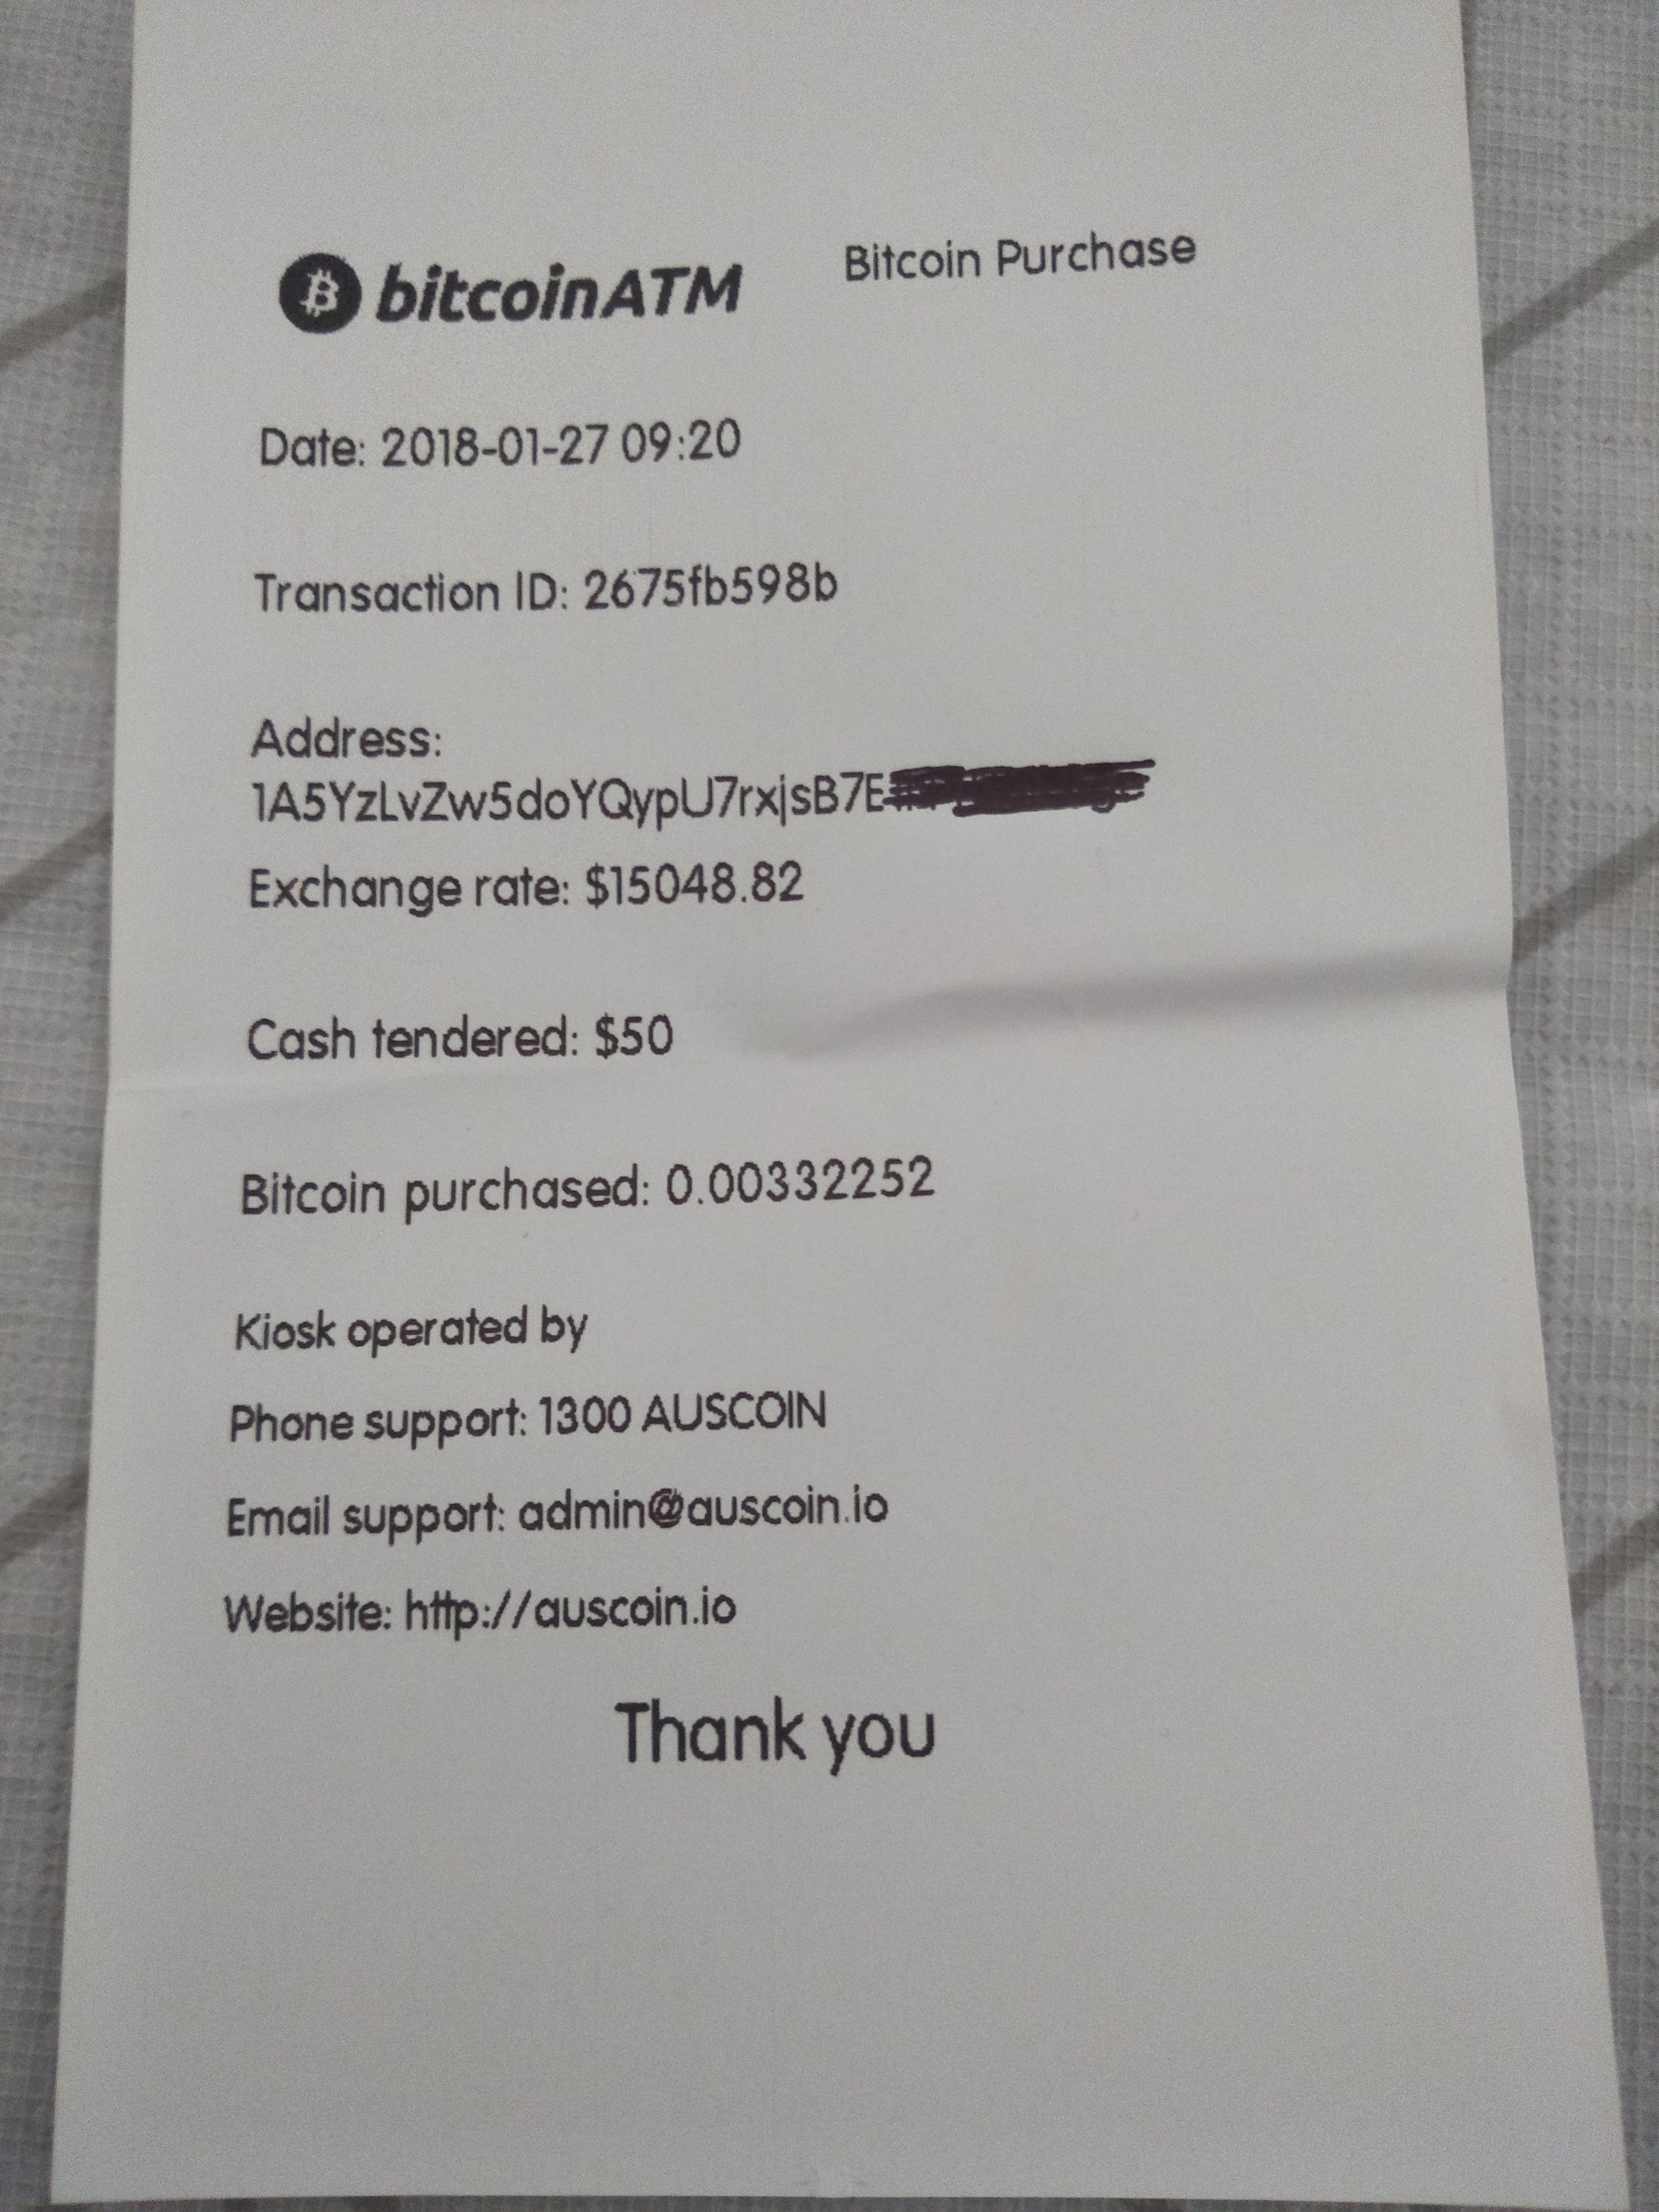 bitcoinATM Bitcoin Purchase
Date: 2018-01-27 09:20
Transaction ID: 2675fb598b
Address:
1A5YzLvZw5doYQypU7rxjsB7E
Exchange rate: $15048.82
Cash tendered: $50
Bitcoin purchased: 0.00332252
Kiosk operated by
Phone support: 1300 AUSCOIN
Email support: admin@auscoin.io
Website: http://auscoin.io
Thank you